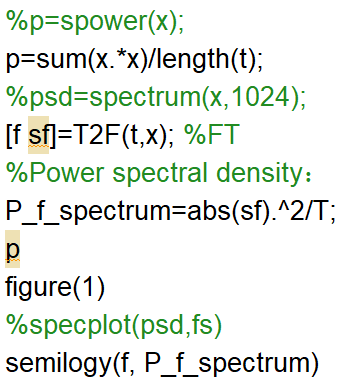 %p=spower(x);
p=sum(x.*x)/length(t);
%psd=spectrum(x,1024);
[f sf]=T2F(t,x); %FT
%Power spectral density：
P_f_spectrum=abs(sf).^2/T;
p
figure(1)
%specplot(psd,fs)
semilogy(f, P_f_spectrum)